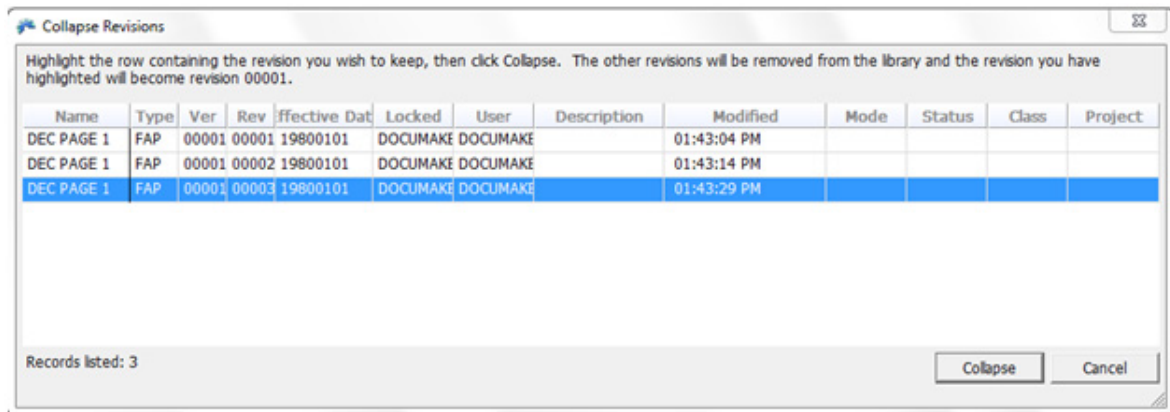 Collapse Revisions
Highlight the row containing the revision you wish to keep, then click Collapse. The other revisions will be removed from the library and the revision you have
highlighted will become revision 00001.
Name Type Ver Rev Effective Dat Locked User Description Modified Mode Status Class Project
DEC PAGE 1 FAP 00001 00001 19800101 DOCUMAKE DOCUMAKE 01:43:04 PM
DEC PAGE 1 FAP 00001 00002 19800101 DOCUMAKE DOCUMAKE 01:43:14 PM
DEC PAGE 1 FAP 00001 00003 19800101 DOCUMAKE DOCUMAKE 01:43:29 PM
Records listed: 3
Collapse Cancel